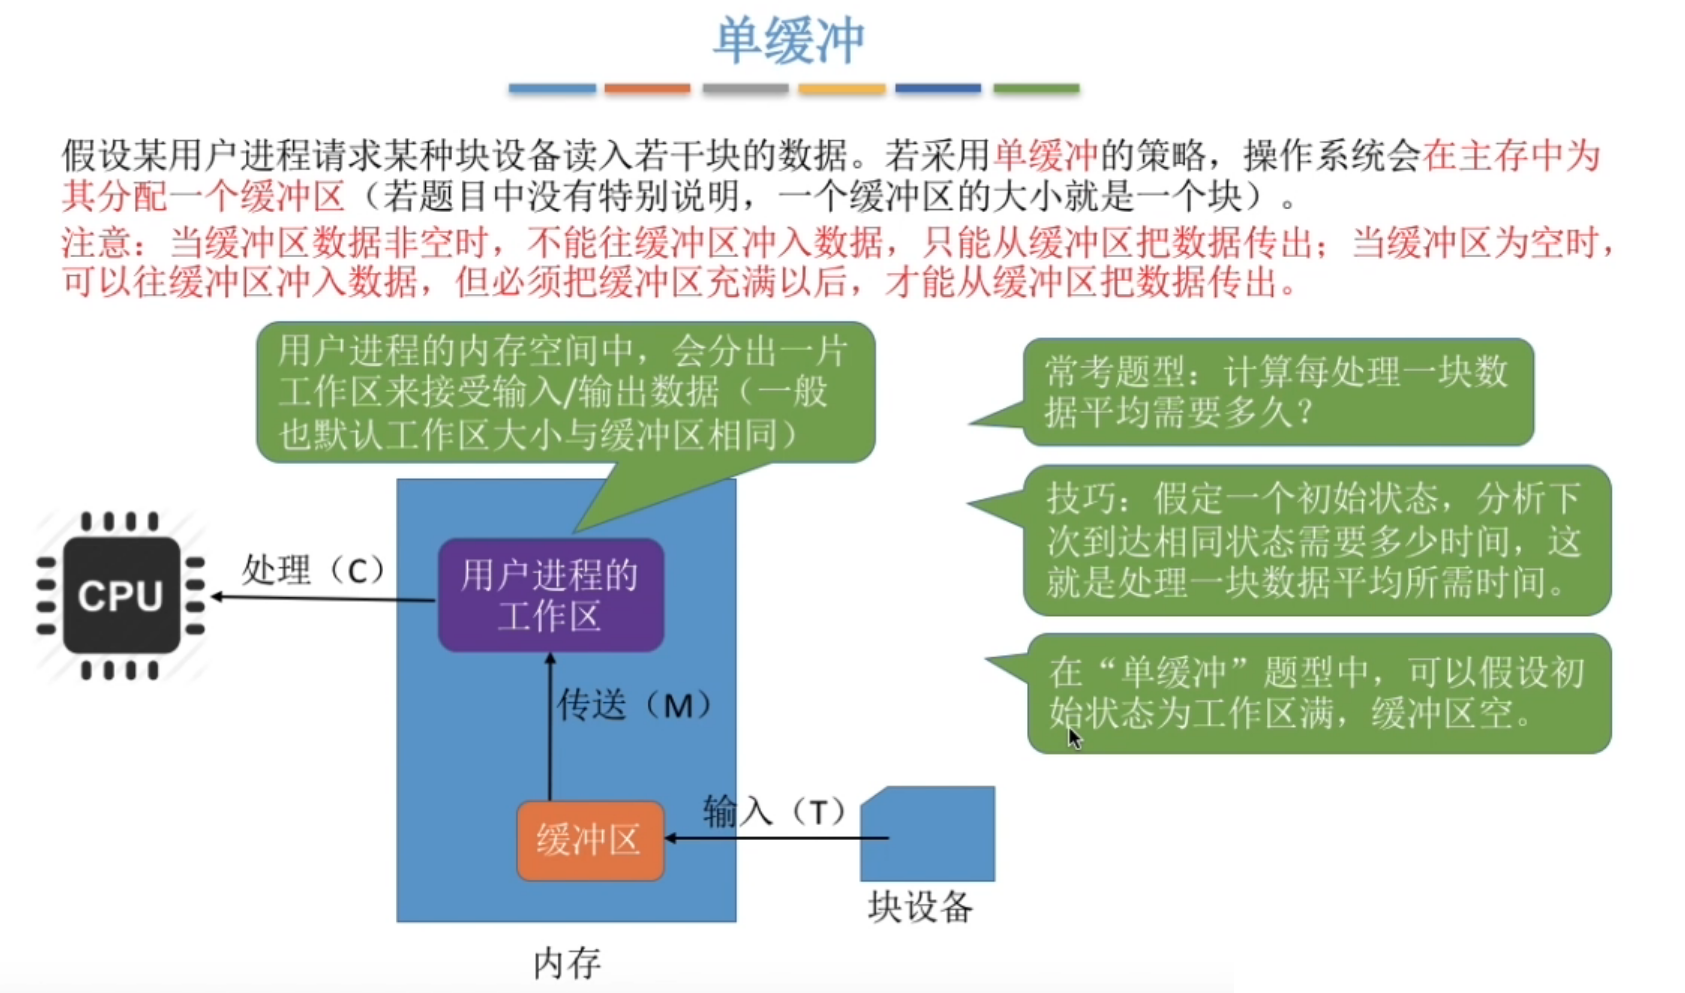 单缓冲
假设某用户进程请求某种块设备读入若干块的数据。若采用单缓冲的策略，操作系统会在主存中为
其分配一个缓冲区（若题目中没有特别说明，一个缓冲区的大小就是一个块）。
注意：当缓冲区数据非空时，不能往缓冲区冲入数据，只能从缓冲区把数据传出；当缓冲区为空时，
可以往缓冲区冲入数据，但必须把缓冲区充满以后，才能从缓冲区把数据传出。
用户进程的内存空间中，会分出一片
工作区来接受输入/输出数据（一般
也默认工作区大小与缓冲区相同）
常考题型：计算每处理一块数
据平均需要多久？
技巧：假定一个初始状态，分析下
次到达相同状态需要多少时间，这
就是处理一块数据平均所需时间。
在“单缓冲”题型中，可以假设初
始状态为工作区满，缓冲区空。
CPU
处理（C）
用户进程的
工作区
传送（M）
缓冲区
输入（T）
块设备
内存